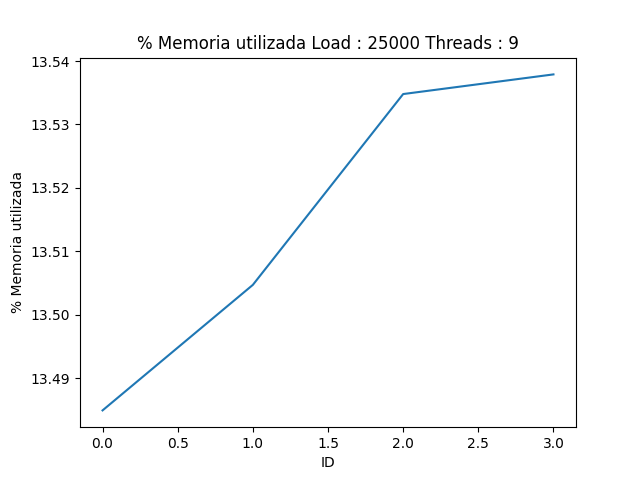 % Memoria utilizada Load : 25000 Threads : 9
13.54
13.53
13.52
13.51
13.50
13.49
% Memoria utilizada
0.0 0.5 1.0 1.5 2.0 2.5 3.0
ID